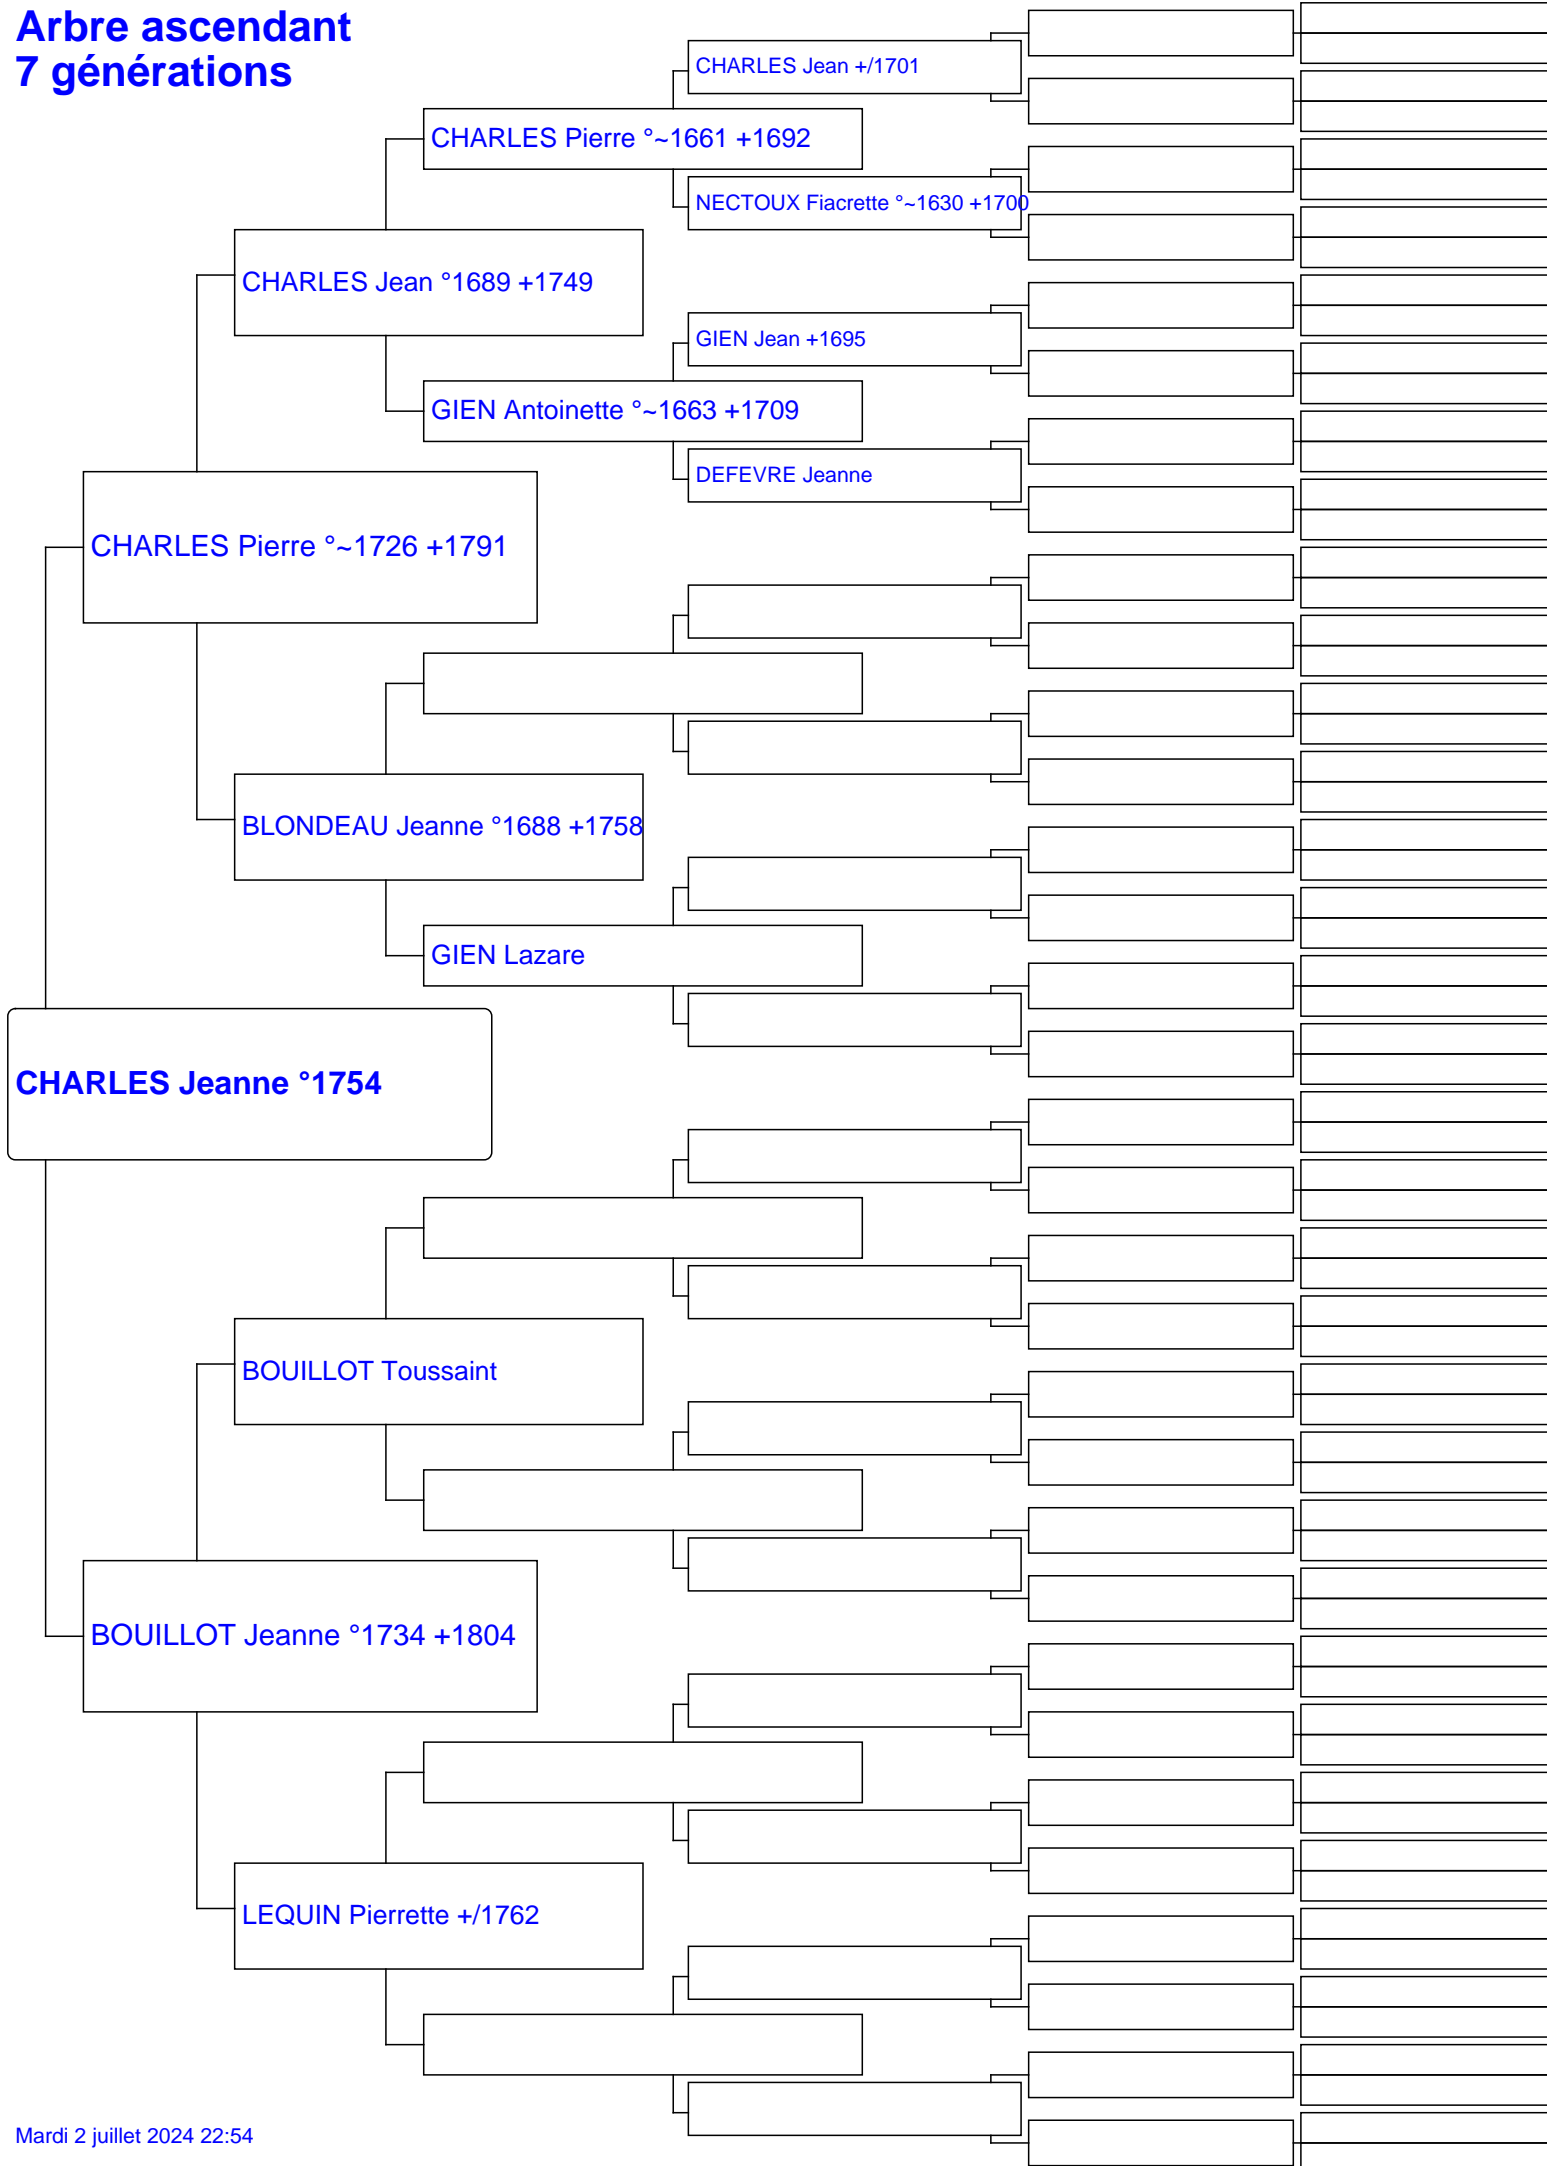 Arbre ascendant
7 générations
CHARLES Jean +/1701
CHARLES Pierre °~1661 +1692
NECTOUX Fiacrette °~1630 +1700
CHARLES Jean °1689 +1749
GIEN Jean +1695
GIEN Antoinette °~1663 +1709
DEFEVRE Jeanne
CHARLES Pierre °~1726 +1791
BLONDEAU Jeanne °1688 +1758
GIEN Lazare
CHARLES Jeanne °1754
BOUILLOT Toussaint
BOUILLOT Jeanne °1734 +1804
LEQUIN Pierrette +/1762
Mardi 2 juillet 2024 22:54